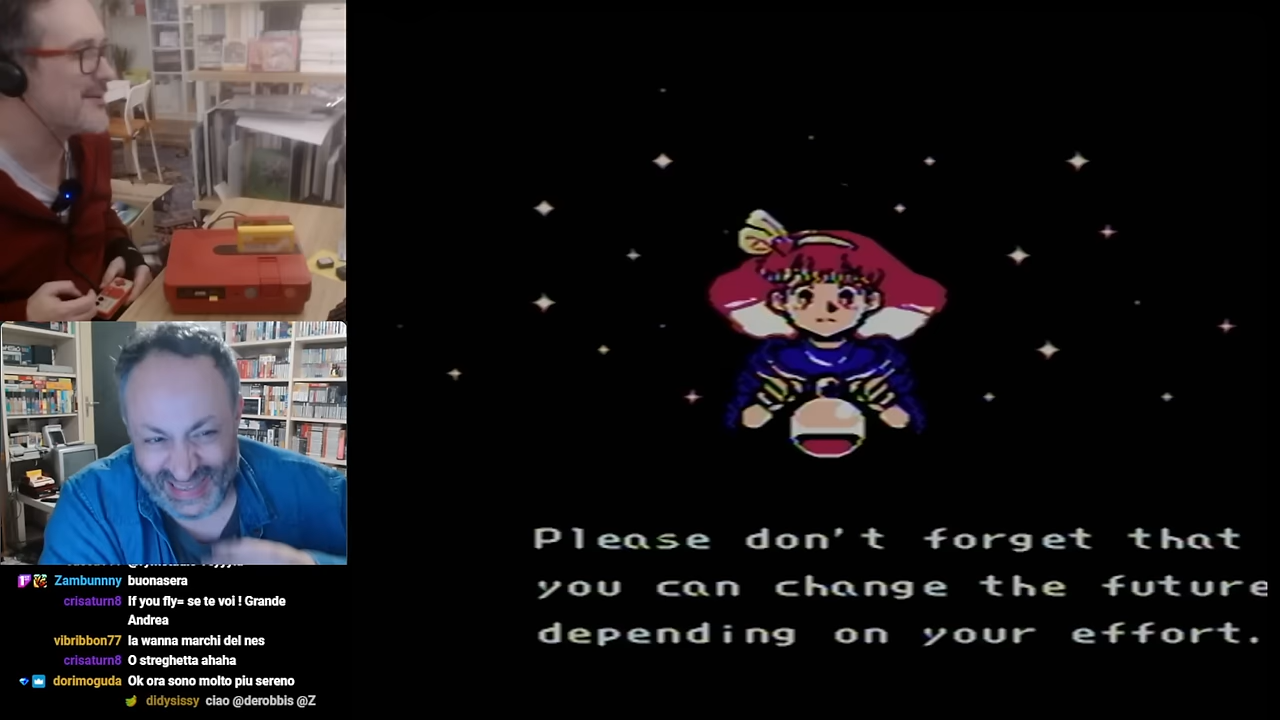 Please don't forget that
you can change the future
depending on your effort.
Zambunnny buonasera
crisaturn8 If you fly= se te voi ! Grande
Andrea
vibribbon77 la wanna marchi del nes
crisaturn8 O streghetta ahaha
dorimoguda Ok ora sono molto piu sereno
didysissy ciao @derobbis @Z